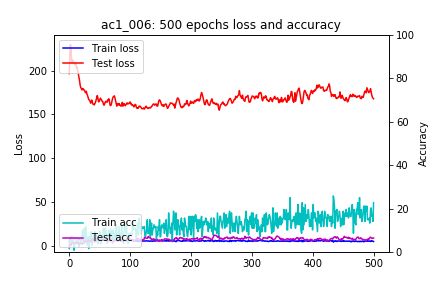 ac1_006: 500 epochs loss and accuracy
Train loss
Test loss
Train acc
Test acc
Loss
Accuracy
200
150
100
50
0
100
80
60
40
20
0
0
100
200
300
400
500